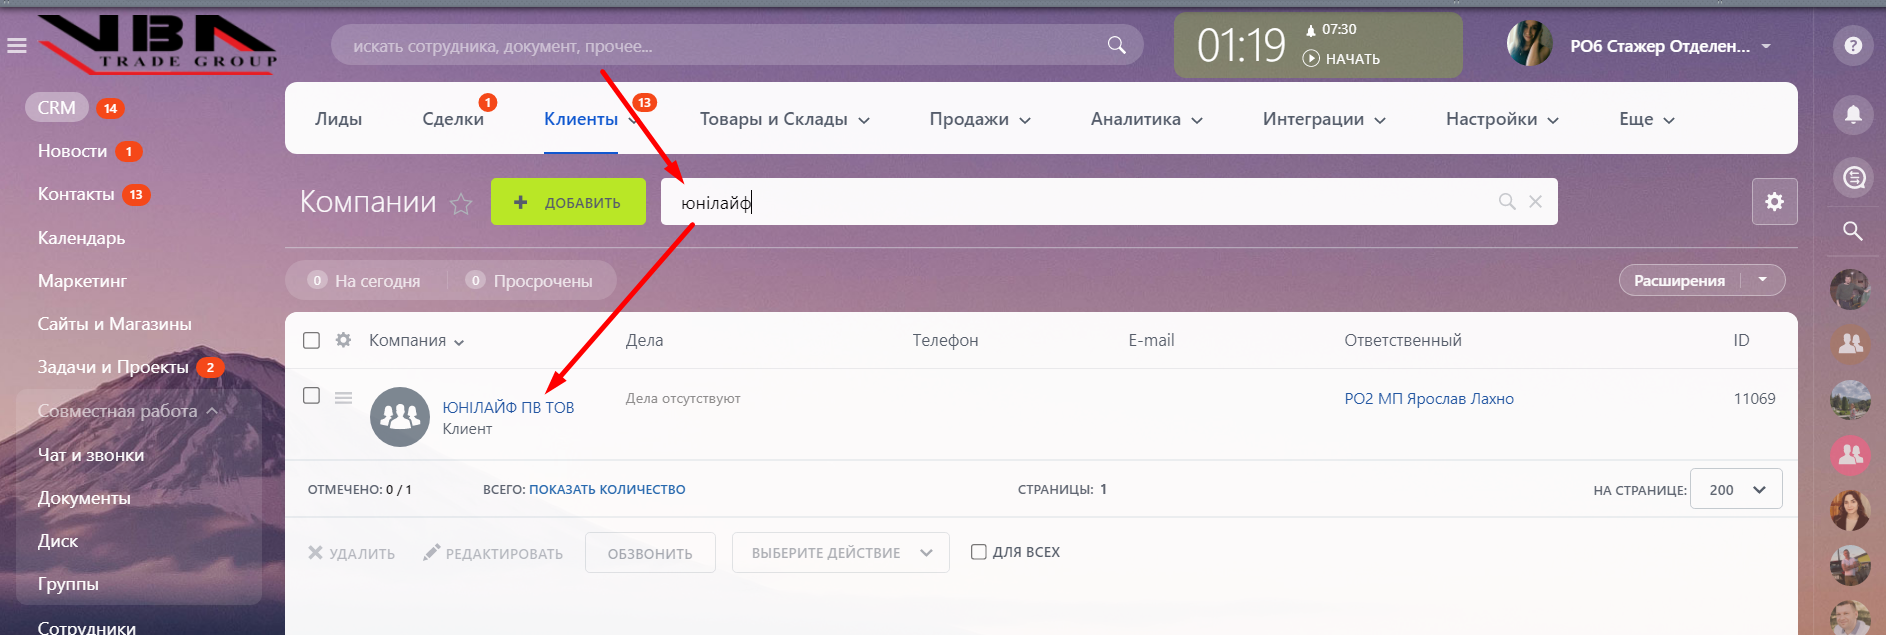 VBA
TRADE GROUP
искать сотрудника, документ, прочее...
01:19
07:30
НАЧАТЬ
РО6 Стажер Отделен...
?
CRM 14
Новости 1
Контакты 13
Календарь
Маркетинг
Сайты и Магазины
Задачи и Проекты 2
Совместная работа
Чат и звонки
Документы
Диск
Группы
Сотрудники
Лиды
Сделки 1
Клиенты 13
Товары и Склады
Продажи
Аналитика
Интеграции
Настройки
Еще
Компании
+ ДОБАВИТЬ
юнілайф
0 На сегодня
0 Просрочены
Расширения
Компания Дела Телефон E-mail Ответственный ID
ЮНІЛАЙФ ПВ ТОВ Дела отсутствуют РО2 МП Ярослав Лахно 11069
Клиент
ОТМЕЧЕНО: 0 / 1 ВСЕГО: ПОКАЗАТЬ КОЛИЧЕСТВО СТРАНИЦЫ: 1 НА СТРАНИЦЕ: 200
УДАЛИТЬ РЕДАКТИРОВАТЬ ОБЗВОНИТЬ ВЫБЕРИТЕ ДЕЙСТВИЕ ДЛЯ ВСЕХ